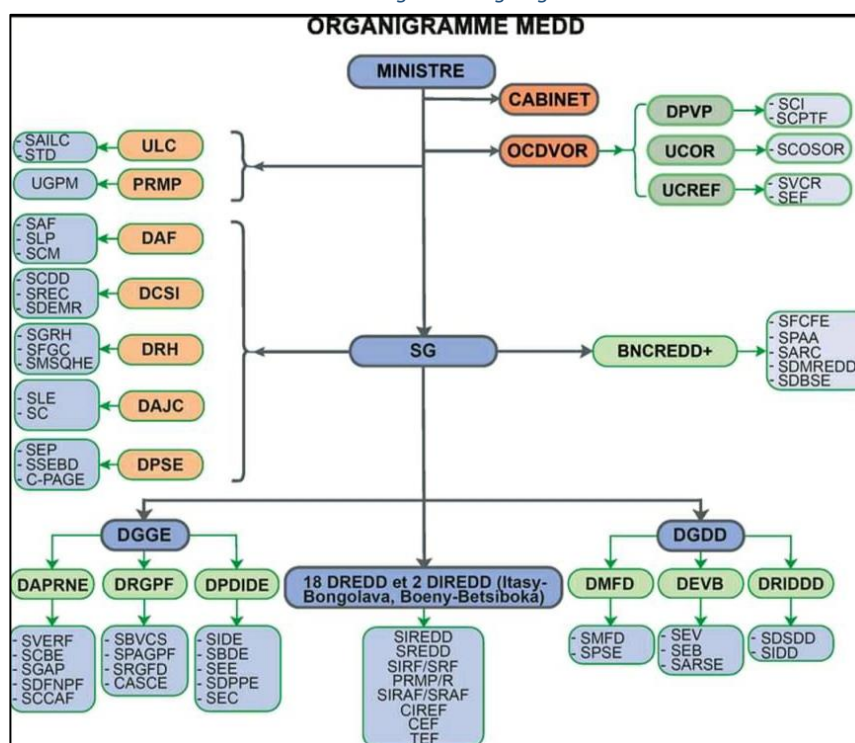 ORGANIGRAMME MEDD
MINISTRE
CABINET
OCDVOR
DPVP
- SCI
- SCPTF
UCOR
- SCOSOR
UCREF
- SVCR
- SEF
ULC
- SAILC
- STD
PRMP
UGPM
DAF
- SAF
- SLP
- SCM
DCSI
- SCDD
- SREC
- SDEMR
DRH
- SGRH
- SFGC
- SMSQHE
DAJC
- SLE
- SC
DPSE
- SEP
- SSEBD
- C-PAGE
SG
BNCREDD+
- SFCFE
- SPAA
- SARC
- SDMREDD
- SDBSE
DGGE
DAPRNE
- SVERF
- SCBE
- SGAP
- SDFNPF
- SCCAF
DRGPF
- SBVCS
- SPAGPF
- SRGFD
- CASCE
DPDIDE
- SIDE
- SBDE
- SEE
- SDPPE
- SEC
18 DREDD et 2 DIREDD (Itasy-
Bongolava, Boeny-Betsiboka)
SIREDD
SREDD
SIRF/SRF
PRMP/R
SIRAF/SRAF
CIREF
CEF
TEF
DGDD
DMFD
- SMFD
- SPSE
DEVB
- SEV
- SEB
- SARSE
DRIDDD
- SDSDD
- SIDD